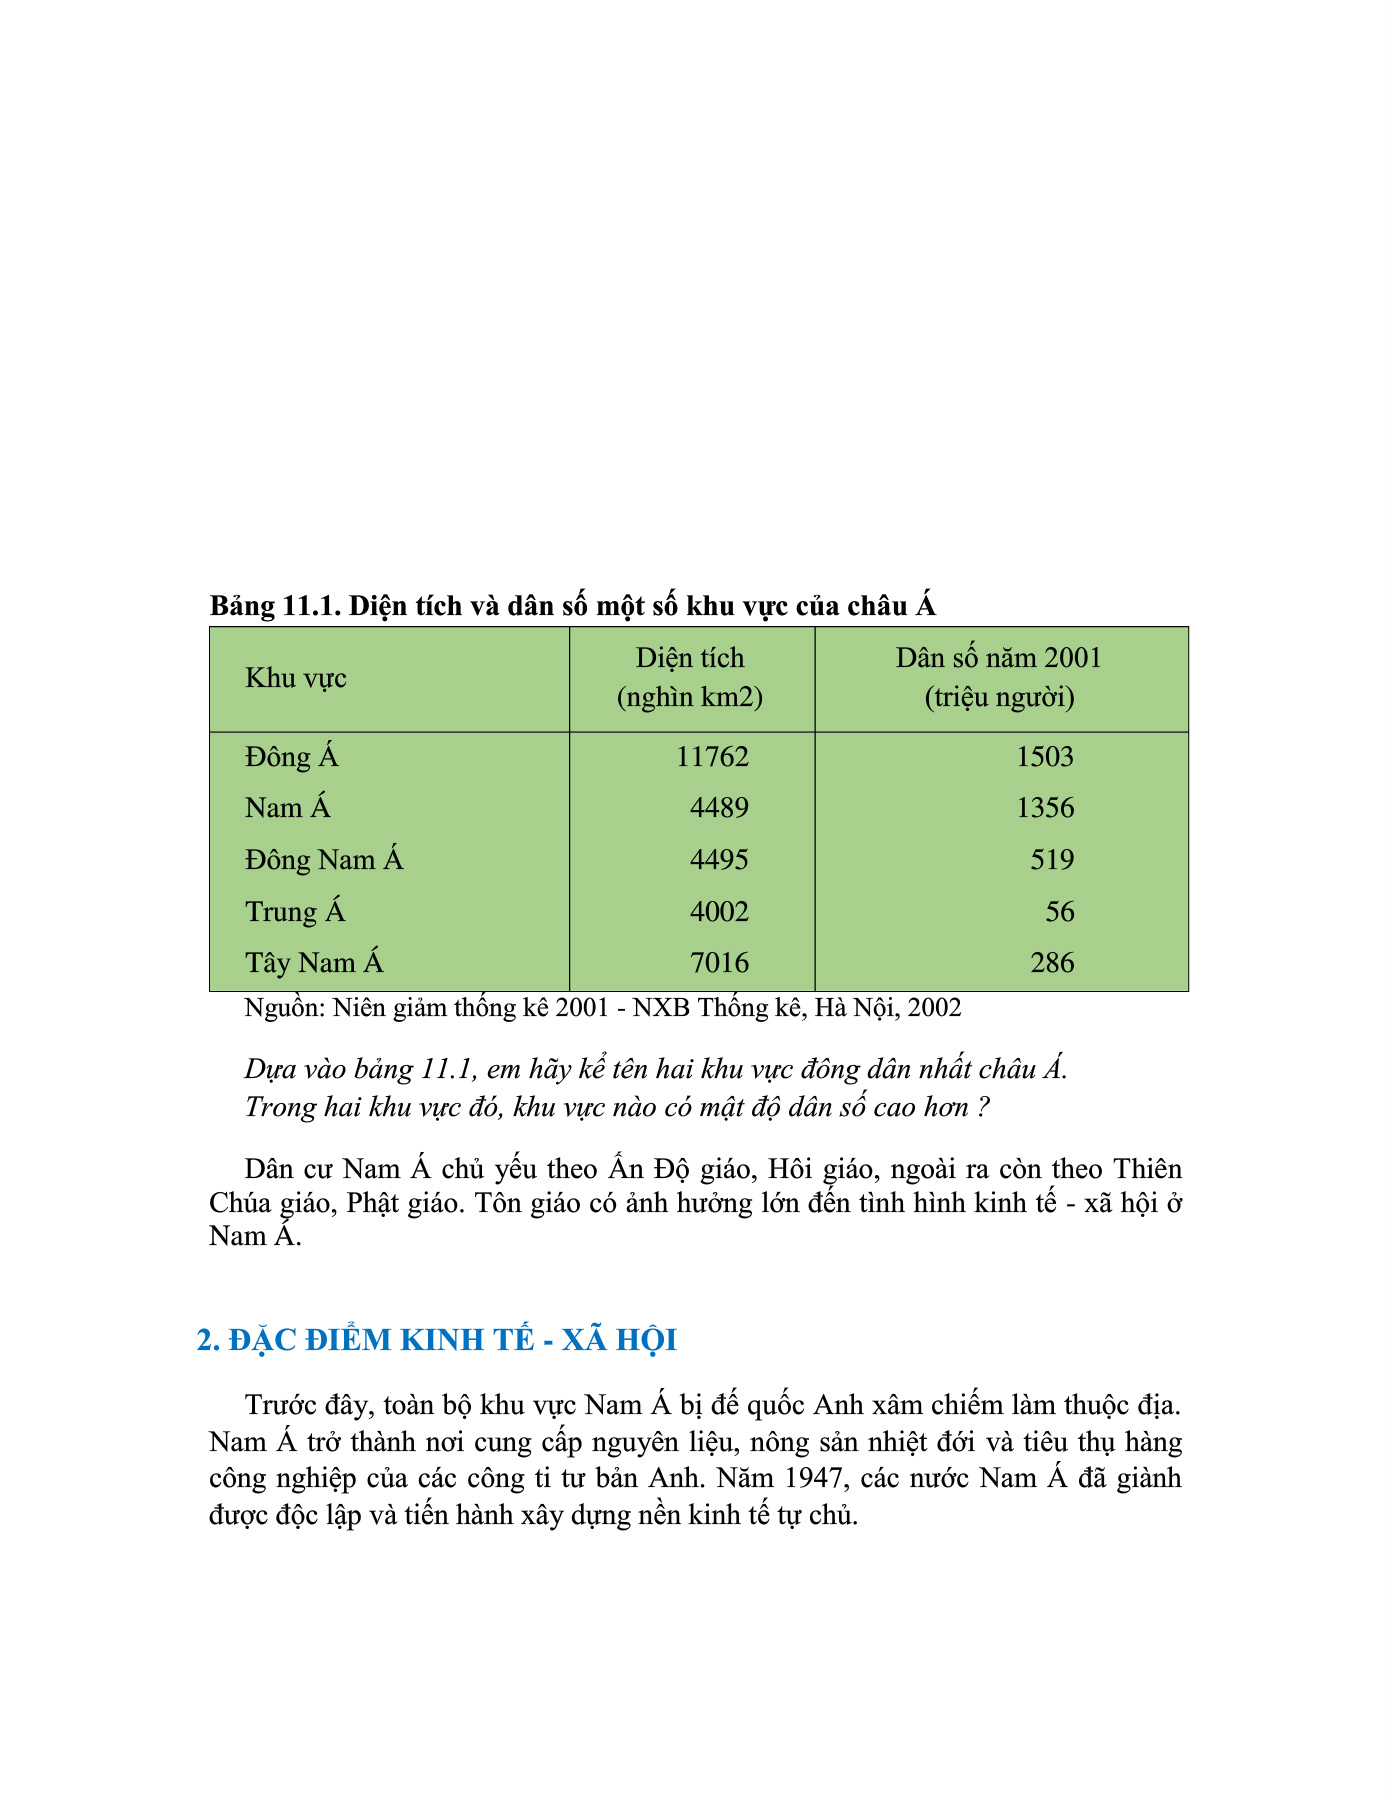 Bảng 11.1. Diện tích và dân số một số khu vực của châu Á
Khu vực
Diện tích
(nghìn km2)
Dân số năm 2001
(triệu người)
Đông Á 11762 1503
Nam Á 4489 1356
Đông Nam Á 4495 519
Trung Á 4002 56
Tây Nam Á 7016 286
Nguồn: Niên giảm thống kê 2001 - NXB Thống kê, Hà Nội, 2002
Dựa vào bảng 11.1, em hãy kể tên hai khu vực đông dân nhất châu Á.
Trong hai khu vực đó, khu vực nào có mật độ dân số cao hơn ?
Dân cư Nam Á chủ yếu theo Ấn Độ giáo, Hôi giáo, ngoài ra còn theo Thiên
Chúa giáo, Phật giáo. Tôn giáo có ảnh hưởng lớn đến tình hình kinh tế - xã hội ở
Nam Á.
2. ĐẶC ĐIỂM KINH TẾ - XÃ HỘI
Trước đây, toàn bộ khu vực Nam Á bị đế quốc Anh xâm chiếm làm thuộc địa.
Nam Á trở thành nơi cung cấp nguyên liệu, nông sản nhiệt đới và tiêu thụ hàng
công nghiệp của các công ti tư bản Anh. Năm 1947, các nước Nam Á đã giành
được độc lập và tiến hành xây dựng nền kinh tế tự chủ.